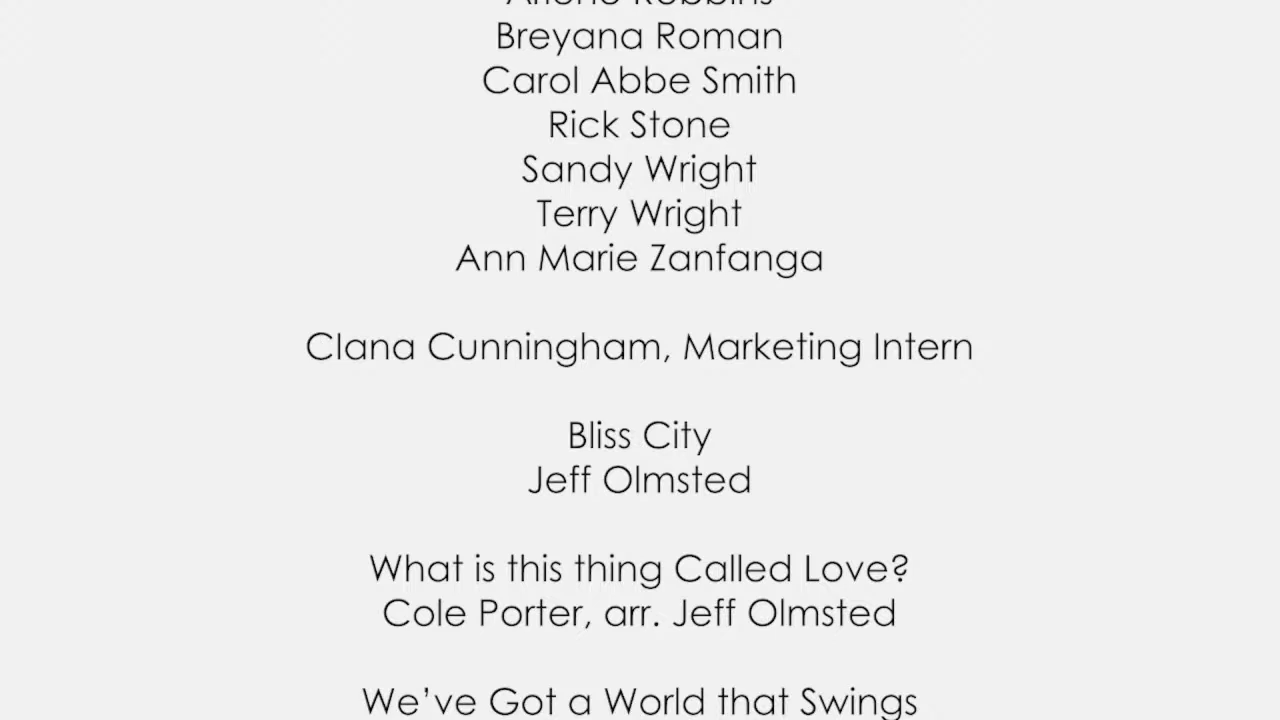 Breyana Roman
Carol Abbe Smith
Rick Stone
Sandy Wright
Terry Wright
Ann Marie Zanfanga
Clana Cunningham, Marketing Intern
Bliss City
Jeff Olmsted
What is this thing Called Love?
Cole Porter, arr. Jeff Olmsted
We’ve Got a World that Swings